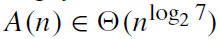 A(n) ∈ Θ(n^{log₂ 7})